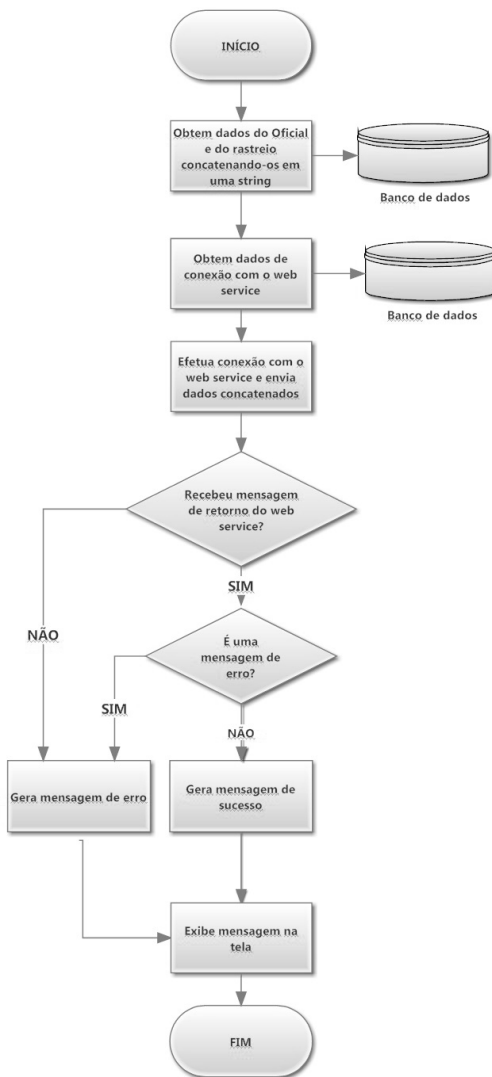 INÍCIO
Obtem dados do Oficial
e do rastreio
concatenando-os em
uma string
Banco de dados
Obtem dados de
conexão com o web
service
Banco de dados
Efetua conexão com o
web service e envia
dados concatenados
Recebeu mensagem
de retorno do web
service?
SIM
NÃO
É uma
mensagem de
erro?
SIM
NÃO
Gera mensagem de erro
Gera mensagem de
sucesso
Exibe mensagem na
tela
FIM